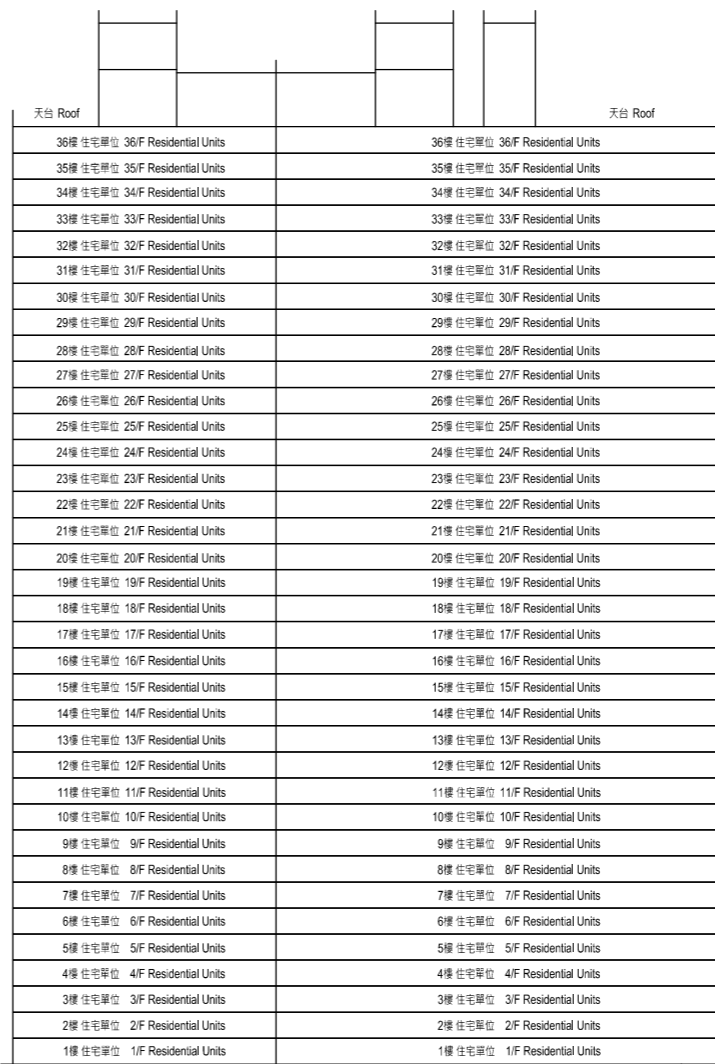 天台 Roof 天台 Roof
36樓 住宅單位 36/F Residential Units 36樓 住宅單位 36/F Residential Units
35樓 住宅單位 35/F Residential Units 35樓 住宅單位 35/F Residential Units
34樓 住宅單位 34/F Residential Units 34樓 住宅單位 34/F Residential Units
33樓 住宅單位 33/F Residential Units 33樓 住宅單位 33/F Residential Units
32樓 住宅單位 32/F Residential Units 32樓 住宅單位 32/F Residential Units
31樓 住宅單位 31/F Residential Units 31樓 住宅單位 31/F Residential Units
30樓 住宅單位 30/F Residential Units 30樓 住宅單位 30/F Residential Units
29樓 住宅單位 29/F Residential Units 29樓 住宅單位 29/F Residential Units
28樓 住宅單位 28/F Residential Units 28樓 住宅單位 28/F Residential Units
27樓 住宅單位 27/F Residential Units 27樓 住宅單位 27/F Residential Units
26樓 住宅單位 26/F Residential Units 26樓 住宅單位 26/F Residential Units
25樓 住宅單位 25/F Residential Units 25樓 住宅單位 25/F Residential Units
24樓 住宅單位 24/F Residential Units 24樓 住宅單位 24/F Residential Units
23樓 住宅單位 23/F Residential Units 23樓 住宅單位 23/F Residential Units
22樓 住宅單位 22/F Residential Units 22樓 住宅單位 22/F Residential Units
21樓 住宅單位 21/F Residential Units 21樓 住宅單位 21/F Residential Units
20樓 住宅單位 20/F Residential Units 20樓 住宅單位 20/F Residential Units
19樓 住宅單位 19/F Residential Units 19樓 住宅單位 19/F Residential Units
18樓 住宅單位 18/F Residential Units 18樓 住宅單位 18/F Residential Units
17樓 住宅單位 17/F Residential Units 17樓 住宅單位 17/F Residential Units
16樓 住宅單位 16/F Residential Units 16樓 住宅單位 16/F Residential Units
15樓 住宅單位 15/F Residential Units 15樓 住宅單位 15/F Residential Units
14樓 住宅單位 14/F Residential Units 14樓 住宅單位 14/F Residential Units
13樓 住宅單位 13/F Residential Units 13樓 住宅單位 13/F Residential Units
12樓 住宅單位 12/F Residential Units 12樓 住宅單位 12/F Residential Units
11樓 住宅單位 11/F Residential Units 11樓 住宅單位 11/F Residential Units
10樓 住宅單位 10/F Residential Units 10樓 住宅單位 10/F Residential Units
9樓 住宅單位 9/F Residential Units 9樓 住宅單位 9/F Residential Units
8樓 住宅單位 8/F Residential Units 8樓 住宅單位 8/F Residential Units
7樓 住宅單位 7/F Residential Units 7樓 住宅單位 7/F Residential Units
6樓 住宅單位 6/F Residential Units 6樓 住宅單位 6/F Residential Units
5樓 住宅單位 5/F Residential Units 5樓 住宅單位 5/F Residential Units
4樓 住宅單位 4/F Residential Units 4樓 住宅單位 4/F Residential Units
3樓 住宅單位 3/F Residential Units 3樓 住宅單位 3/F Residential Units
2樓 住宅單位 2/F Residential Units 2樓 住宅單位 2/F Residential Units
1樓 住宅單位 1/F Residential Units 1樓 住宅單位 1/F Residential Units